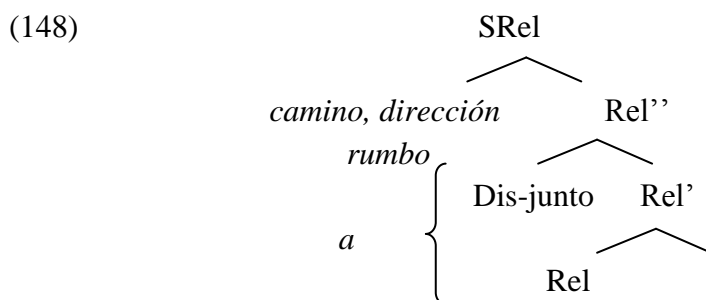 (148) SRel
camino, dirección Rel’’
rumbo
Dis-junto Rel’
a
Rel